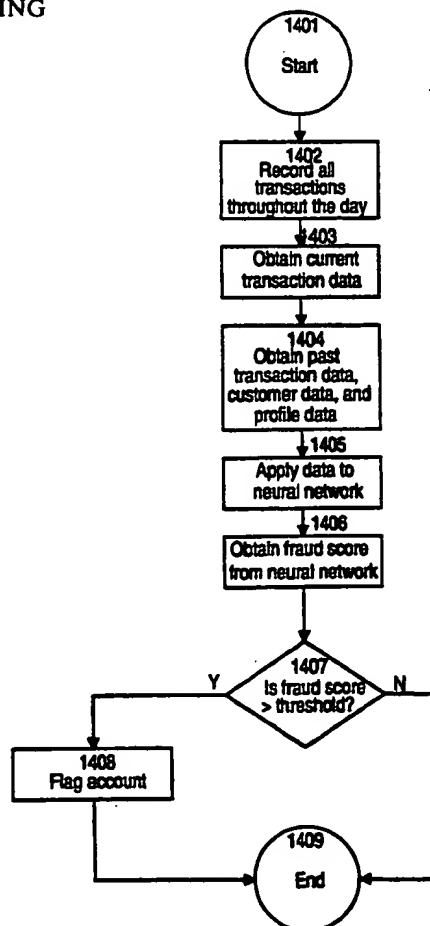 ING
1401
Start
1402
Record all
transactions
throughout the day
1403
Obtain current
transaction data
1404
Obtain past
transaction data,
customer data, and
profile data
1405
Apply data to
neural network
1406
Obtain fraud score
from neural network
1407
Is fraud score
> threshold?
Y
N
1408
Flag account
1409
End